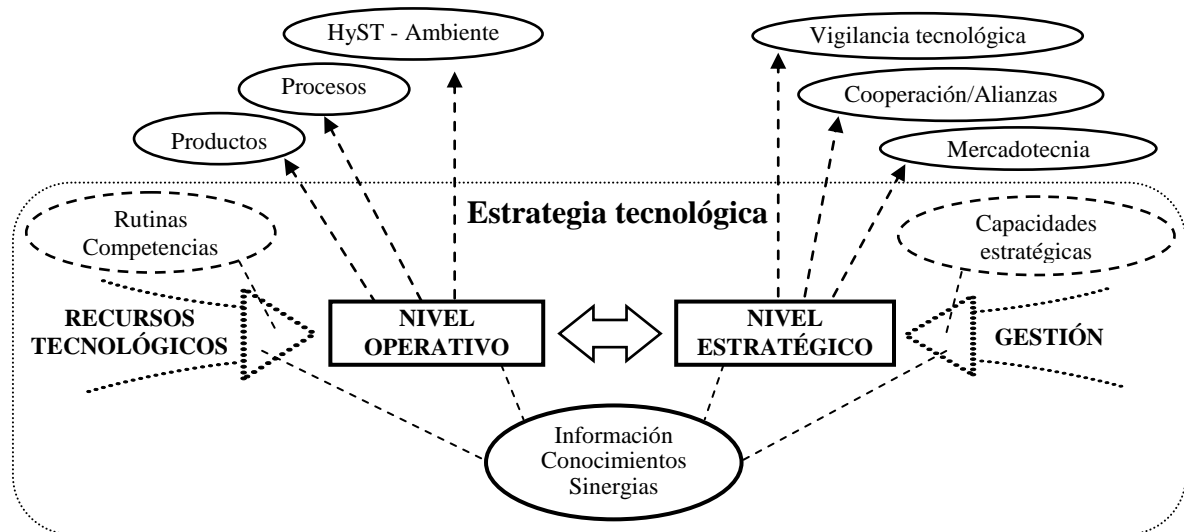 HyST - Ambiente
Vigilancia tecnológica
Procesos
Cooperación/Alianzas
Productos
Mercadotecnia
Estrategia tecnológica
Rutinas
Competencias
Capacidades
estratégicas
RECURSOS
TECNOLÓGICOS
NIVEL
OPERATIVO
NIVEL
ESTRATÉGICO
GESTIÓN
Información
Conocimientos
Sinergias